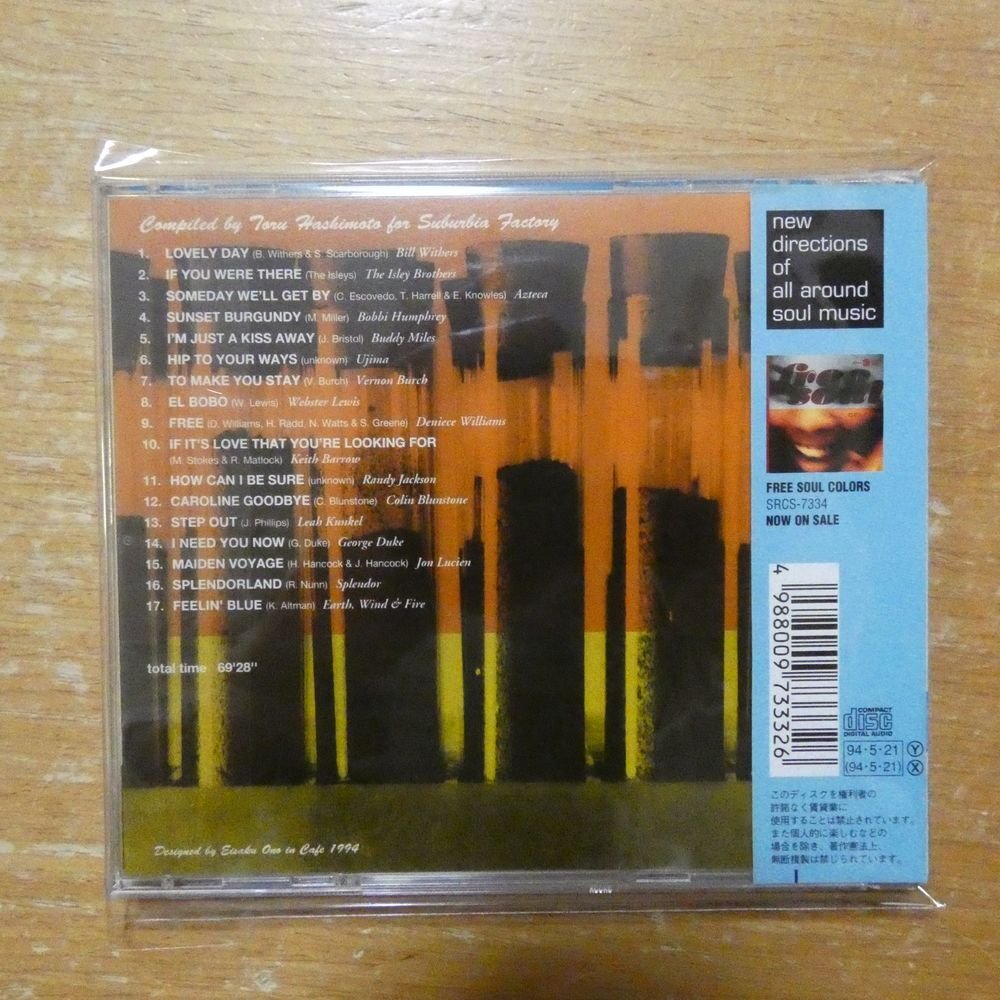 Compiled by Toru Hashimoto for Suburbia Factory
1. LOVELY DAY (B. Withers & S. Scarborough) Bill Withers
2. IF YOU WERE THERE (The Isleys) The Isley Brothers
3. SOMEDAY WE'LL GET BY (C. Escovedo, T. Harrell & E. Knowles) Azteca
4. SUNSET BURGUNDY (M. Miller) Bobbi Humphrey
5. I'M JUST A KISS AWAY (J. Bristol) Buddy Miles
6. HIP TO YOUR WAYS (unknown) Ujima
7. TO MAKE YOU STAY (V. Burch) Vernon Burch
8. EL BOBO (W. Lewis) Webster Lewis
9. FREE (D. Williams, H. Radd, N. Watts & S. Greene) Deniece Williams
10. IF IT'S LOVE THAT YOU'RE LOOKING FOR
(M. Stokes & R. Matlock) Keith Barrow
11. HOW CAN I BE SURE (unknown) Randy Jackson
12. CAROLINE GOODBYE (C. Blunstone) Colin Blunstone
13. STEP OUT (J. Phillips) Leah Kunkel
14. I NEED YOU NOW (G. Duke) George Duke
15. MAIDEN VOYAGE (H. Hancock & J. Hancock) Jon Lucien
16. SPLENDORLAND (R. Nunn) Splendor
17. FEELIN' BLUE (K. Altman) Earth, Wind & Fire
total time 69'28"
Designed by Eisaku Ono in Cafe 1994
new
directions
of
all around
soul music
free
soul
FREE SOUL COLORS
SRCS-7334
NOW ON SALE
4 988009 733326
COMPACT
disc
DIGITAL AUDIO
94·5·21 Y
(94·5·21) X
このディスクを権利者の
許諾なく賃貸業に
使用することは禁止されています。
また個人的に楽しむなどの
場合を除き、著作憲法上、
無断複製は禁じられています。